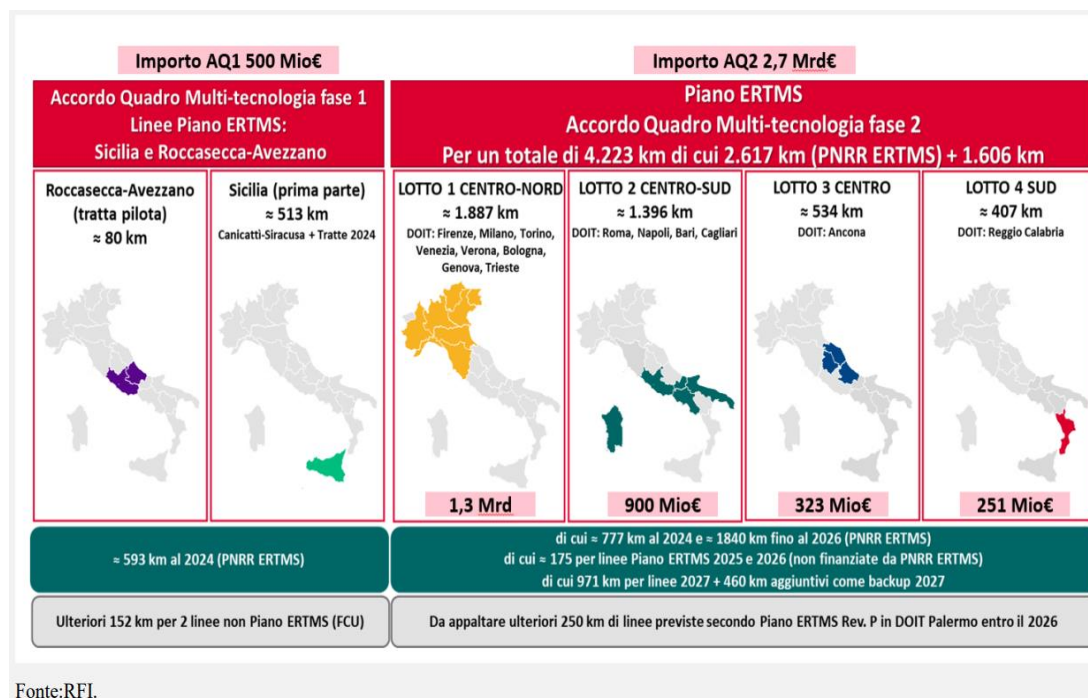 Importo AQ1 500 Mio€
Importo AQ2 2,7 Mrd€
Accordo Quadro Multi-tecnologia fase 1
Linee Piano ERTMS:
Sicilia e Roccasecca-Avezzano
Piano ERTMS
Accordo Quadro Multi-tecnologia fase 2
Per un totale di 4.223 km di cui 2.617 km (PNRR ERTMS) + 1.606 km
Roccasecca-Avezzano
(tratta pilota)
≈ 80 km
Sicilia (prima parte)
≈ 513 km
Canicattì-Siracusa + Tratte 2024
LOTTO 1 CENTRO-NORD
≈ 1.887 km
DOIT: Firenze, Milano, Torino,
Venezia, Verona, Bologna,
Genova, Trieste
LOTTO 2 CENTRO-SUD
≈ 1.396 km
DOIT: Roma, Napoli, Bari, Cagliari
LOTTO 3 CENTRO
≈ 534 km
DOIT: Ancona
LOTTO 4 SUD
≈ 407 km
DOIT: Reggio Calabria
1,3 Mrd
900 Mio€
323 Mio€
251 Mio€
≈ 593 km al 2024 (PNRR ERTMS)
di cui ≈ 777 km al 2024 e ≈ 1840 km fino al 2026 (PNRR ERTMS)
di cui ≈ 175 per linee Piano ERTMS 2025 e 2026 (non finanziate da PNRR ERTMS)
di cui 971 km per linee 2027 + 460 km aggiuntivi come backup 2027
Ulteriori 152 km per 2 linee non Piano ERTMS (FCU)
Da appaltare ulteriori 250 km di linee previste secondo Piano ERTMS Rev. P in DOIT Palermo entro il 2026
Fonte:RFI.